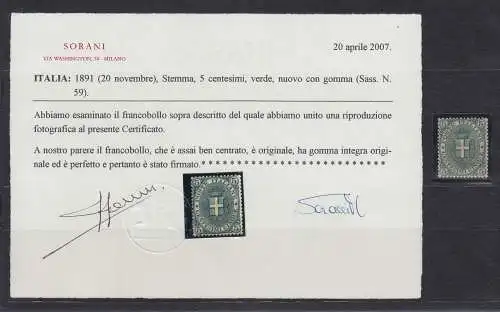 SORANI
VIA WASHINGTON, 58 - MILANO
20 aprile 2007.
ITALIA: 1891 (20 novembre), Stemma, 5 centesimi, verde, nuovo con gomma (Sass. N.
59).
Abbiamo esaminato il francobollo sopra descritto del quale abbiamo unito una riproduzione
fotografica al presente Certificato.
A nostro parere il francobollo, che è assai ben centrato, è originale, ha gomma integra origi-
nale ed è perfetto e pertanto è stato firmato.